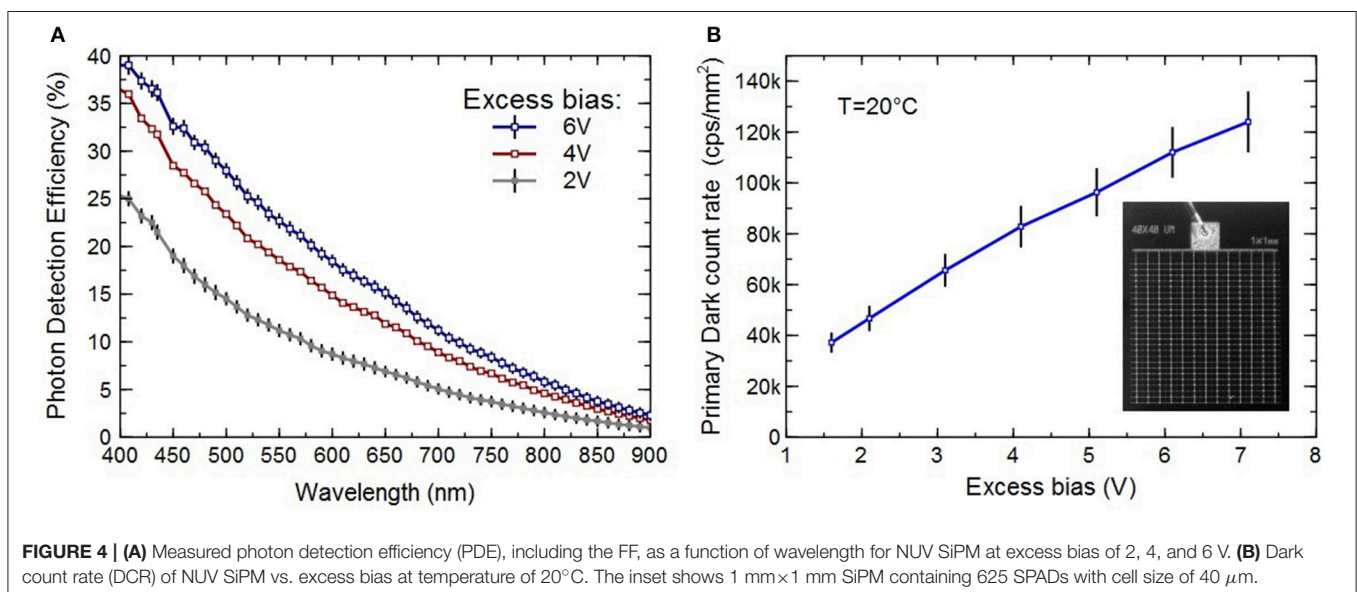 A
40
35
30
25
20
15
10
5
0
Photon Detection Efficiency (%)
Excess bias:
6V
4V
2V
400 450 500 550 600 650 700 750 800 850 900
Wavelength (nm)
B
140k
120k
100k
80k
60k
40k
20k
0
Primary Dark count rate (cps/mm²)
T=20°C
40X40 UM
1x1mm
1 2 3 4 5 6 7 8
Excess bias (V)
FIGURE 4 | (A) Measured photon detection efficiency (PDE), including the FF, as a function of wavelength for NUV SiPM at excess bias of 2, 4, and 6 V. (B) Dark
count rate (DCR) of NUV SiPM vs. excess bias at temperature of 20°C. The inset shows 1 mm×1 mm SiPM containing 625 SPADs with cell size of 40 μm.